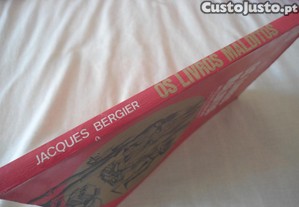 CustoJusto.pt
JACQUES BERGIER
OS LIVROS MALDITOS